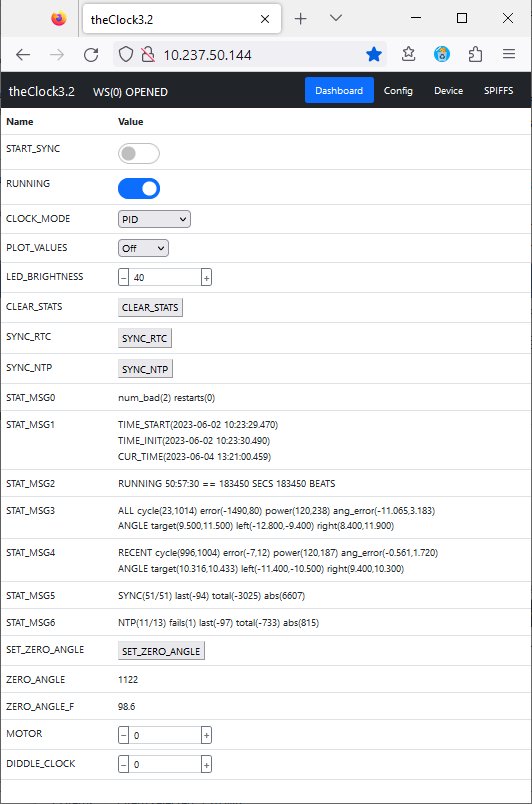 theClock3.2
10.237.50.144
theClock3.2 WS(0) OPENED Dashboard Config Device SPIFFS
Name Value
START_SYNC
RUNNING
CLOCK_MODE PID
PLOT_VALUES Off
LED_BRIGHTNESS − 40 +
CLEAR_STATS CLEAR_STATS
SYNC_RTC SYNC_RTC
SYNC_NTP SYNC_NTP
STAT_MSG0 num_bad(2) restarts(0)
STAT_MSG1 TIME_START(2023-06-02 10:23:29.470)
TIME_INIT(2023-06-02 10:23:30.490)
CUR_TIME(2023-06-04 13:21:00.459)
STAT_MSG2 RUNNING 50:57:30 == 183450 SECS 183450 BEATS
STAT_MSG3 ALL cycle(23,1014) error(-1490,80) power(120,238) ang_error(-11.065,3.183)
ANGLE target(9.500,11.500) left(-12.800,-9.400) right(8.400,11.900)
STAT_MSG4 RECENT cycle(996,1004) error(-7,12) power(120,187) ang_error(-0.561,1.720)
ANGLE target(10.316,10.433) left(-11.400,-10.500) right(9.400,10.300)
STAT_MSG5 SYNC(51/51) last(-94) total(-3025) abs(6607)
STAT_MSG6 NTP(11/13) fails(1) last(-97) total(-733) abs(815)
SET_ZERO_ANGLE SET_ZERO_ANGLE
ZERO_ANGLE 1122
ZERO_ANGLE_F 98.6
MOTOR − 0 +
DIDDLE_CLOCK − 0 +